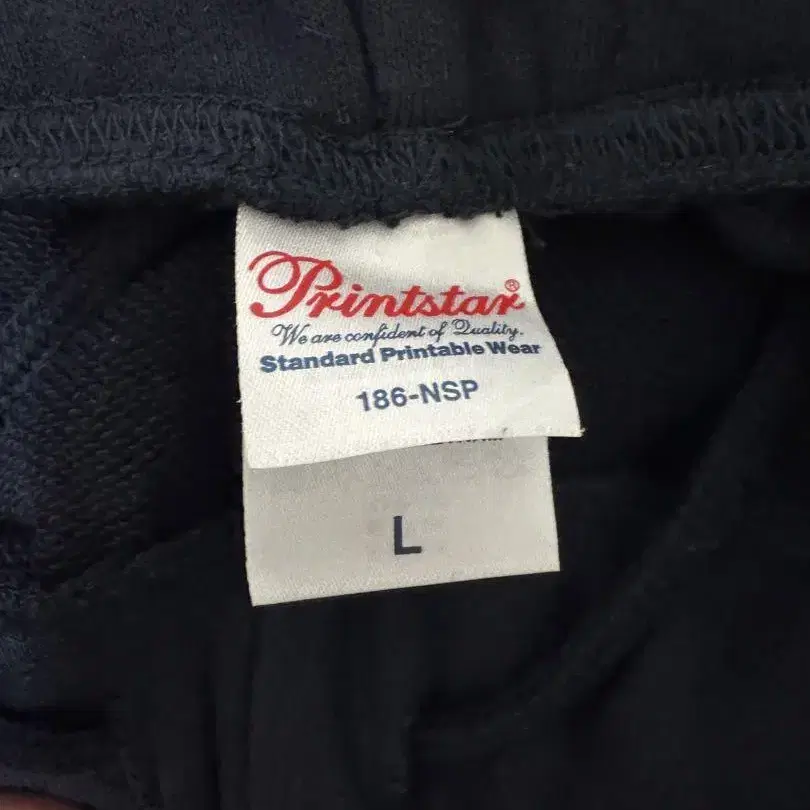 Printstar®
We are confident of Quality.
Standard Printable Wear
186-NSP
L